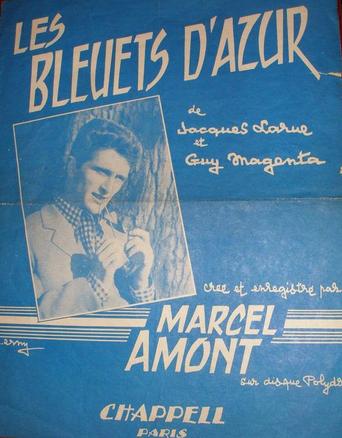 LES
BLEUETS D'AZUR
de
Jacques Larue
et
Guy Magenta
créé et enregistré par
MARCEL
AMONT
sur disque Polydo
CHAPPELL
PARIS